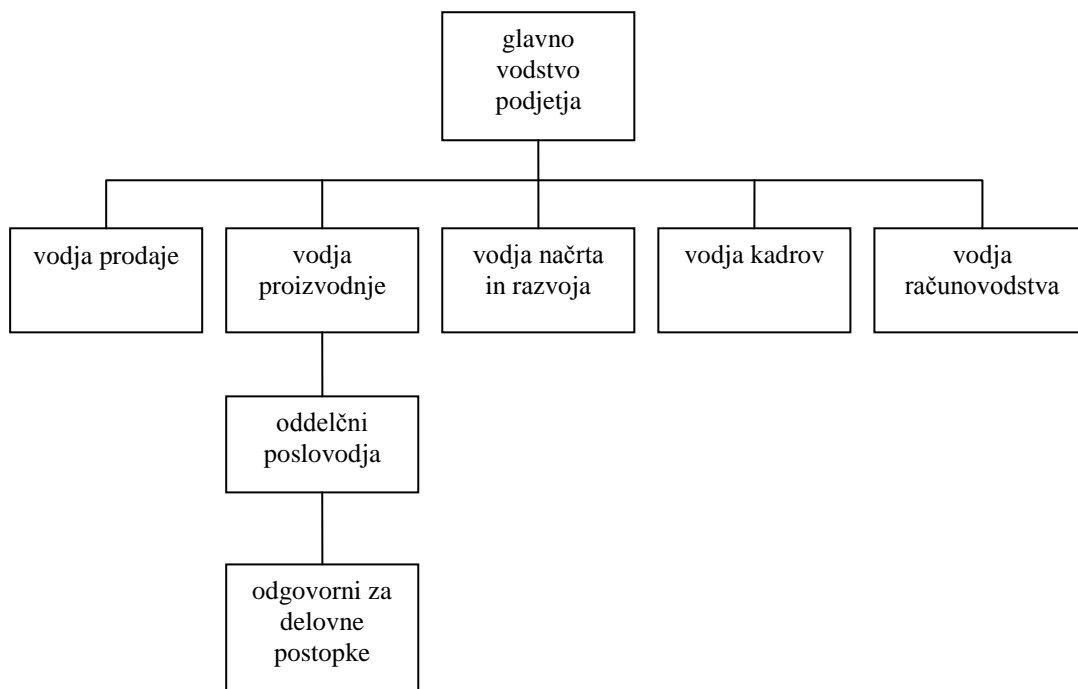 glavno
vodstvo
podjetja
vodja prodaje
vodja
proizvodnje
vodja načrta
in razvoja
vodja kadrov
vodja
računovodstva
oddelčni
poslovodja
odgovorni za
delovne
postopke